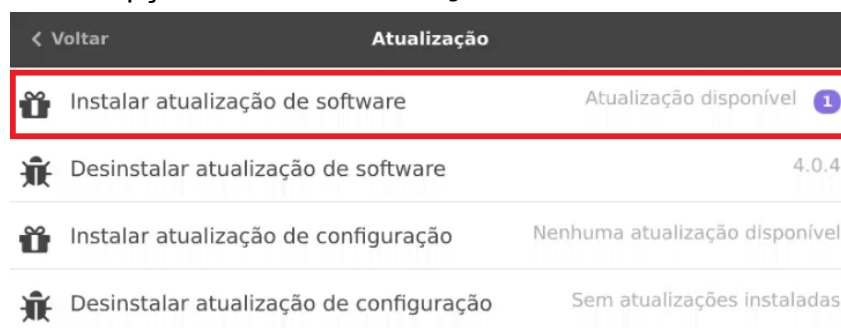 Voltar Atualização
Instalar atualização de software Atualização disponível 1
Desinstalar atualização de software 4.0.4
Instalar atualização de configuração Nenhuma atualização disponível
Desinstalar atualização de configuração Sem atualizações instaladas